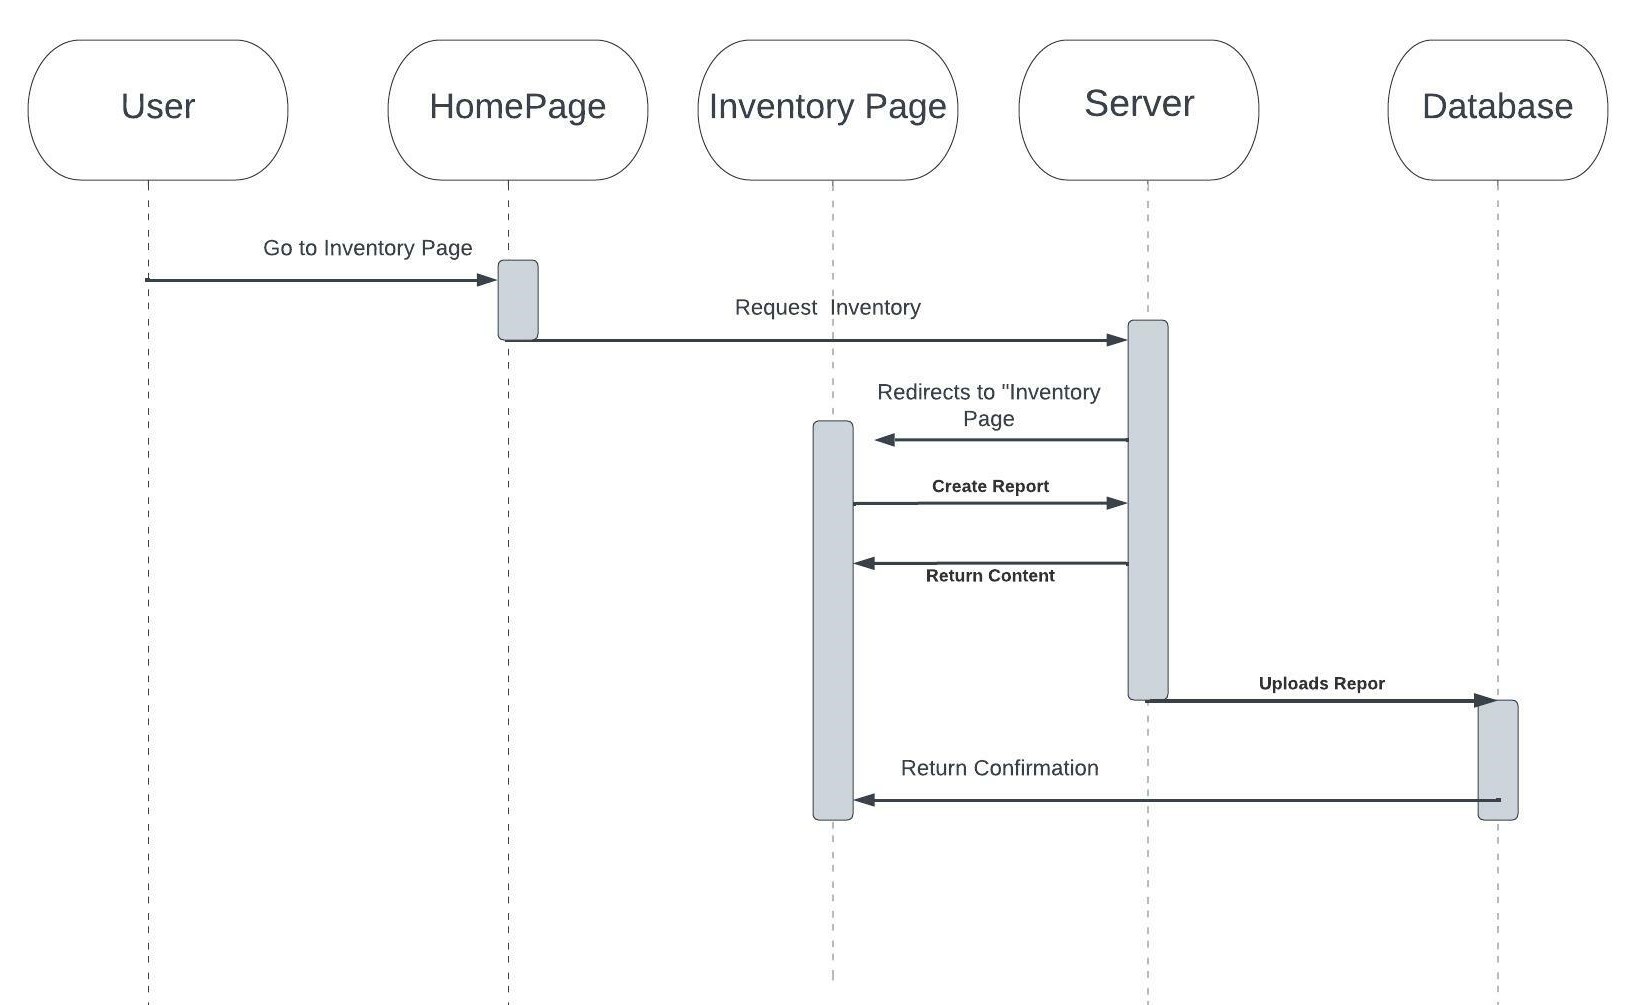 User
HomePage
Inventory Page
Server
Database
Go to Inventory Page
Request  Inventory
Redirects to "Inventory
Page
Create Report
Return Content
Uploads Repor
Return Confirmation